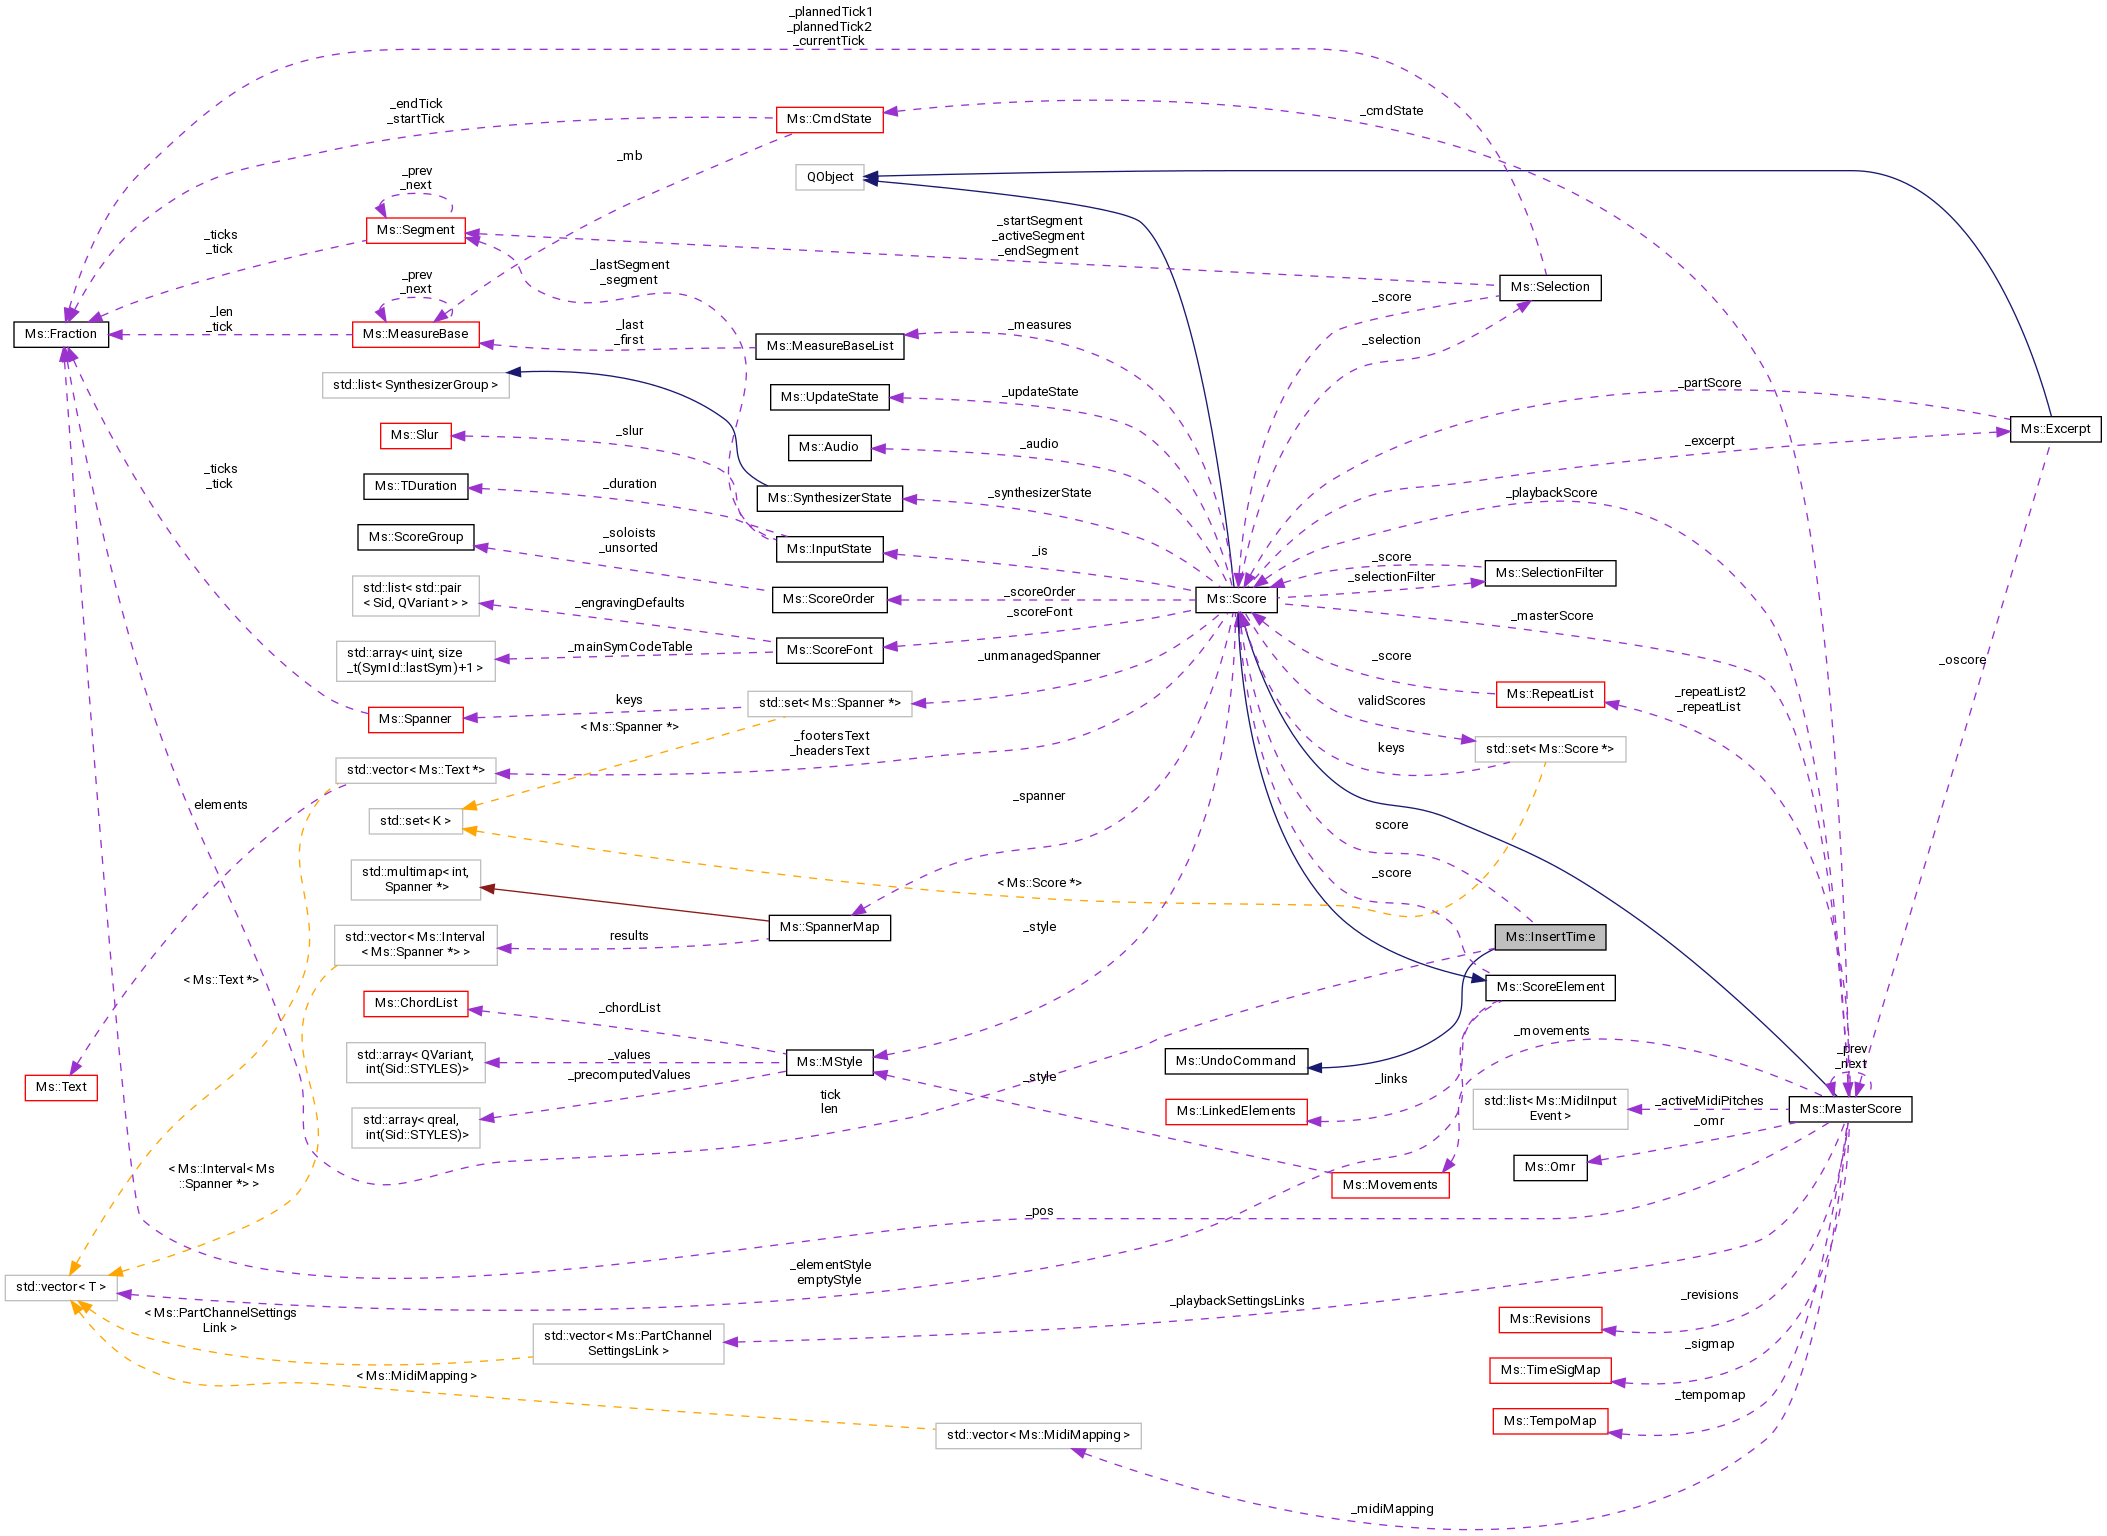 _plannedTick1
_plannedTick2
_currentTick
_endTick
_startTick
Ms::CmdState
_cmdState
_mb
QObject
_prev
_next
Ms::Segment
_ticks
_tick
_startSegment
_activeSegment
_endSegment
_lastSegment
_segment
Ms::Selection
_prev
_next
_score
_len
_tick
Ms::Fraction
Ms::MeasureBase
_last
_first
Ms::MeasureBaseList
_measures
_selection
std::list< SynthesizerGroup >
Ms::UpdateState
_updateState
_partScore
Ms::Slur
_slur
Ms::Audio
_audio
_excerpt
Ms::Excerpt
_ticks
_tick
Ms::TDuration
_duration
Ms::SynthesizerState
_synthesizerState
_playbackScore
Ms::ScoreGroup
_soloists
_unsorted
Ms::InputState
_is
_score
_selectionFilter
Ms::SelectionFilter
std::list< std::pair
< Sid, QVariant > >
_engravingDefaults
Ms::ScoreOrder
_scoreOrder
_scoreFont
Ms::Score
_masterScore
std::array< uint, size
_t(SymId::lastSym)+1 >
_mainSymCodeTable
Ms::ScoreFont
_unmanagedSpanner
_score
_oscore
Ms::Spanner
keys
std::set< Ms::Spanner *>
< Ms::Spanner *>
validScores
Ms::RepeatList
_repeatList2
_repeatList
_footersText
_headersText
keys
std::set< Ms::Score *>
std::vector< Ms::Text *>
elements
std::set< K >
_spanner
score
std::multimap< int,
Spanner *>
< Ms::Score *>
_score
Ms::SpannerMap
std::vector< Ms::Interval
< Ms::Spanner *> >
results
_style
Ms::InsertTime
< Ms::Text *>
Ms::ChordList
_chordList
Ms::ScoreElement
std::array< QVariant,
int(Sid::STYLES)>
_values
_precomputedValues
Ms::MStyle
_style
Ms::UndoCommand
_movements
_prev
_next
Ms::Text
std::array< qreal,
int(Sid::STYLES)>
tick
len
_links
Ms::LinkedElements
std::list< Ms::MidiInput
Event >
_activeMidiPitches
_omr
Ms::MasterScore
Ms::Omr
< Ms::Interval< Ms
::Spanner *> >
Ms::Movements
_pos
std::vector< T >
_elementStyle
emptyStyle
< Ms::PartChannelSettings
Link >
std::vector< Ms::PartChannel
SettingsLink >
_playbackSettingsLinks
_revisions
Ms::Revisions
_sigmap
Ms::TimeSigMap
< Ms::MidiMapping >
_tempomap
Ms::TempoMap
std::vector< Ms::MidiMapping >
_midiMapping